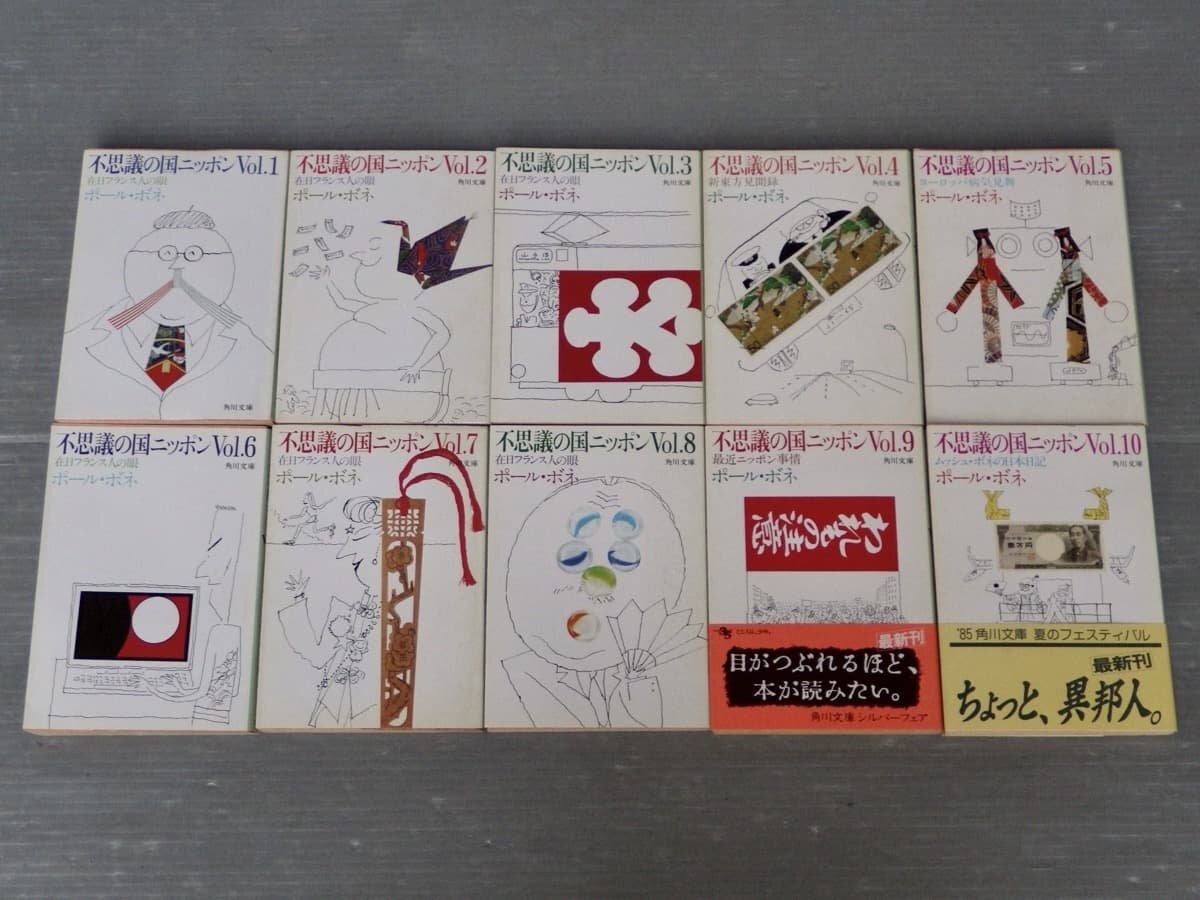 不思議の国ニッポン Vol.1
在日フランス人の眼
ポール・ボネ
角川文庫
不思議の国ニッポン Vol.2
在日フランス人の眼
角川文庫
ポール・ボネ
不思議の国ニッポン Vol.3
在日フランス人の眼
角川文庫
ポール・ボネ
不思議の国ニッポン Vol.4
新東方見聞録
角川文庫
ポール・ボネ
不思議の国ニッポン Vol.5
ヨーロッパ病気見舞
角川文庫
ポール・ボネ
不思議の国ニッポン Vol.6
在日フランス人の眼
角川文庫
ポール・ボネ
不思議の国ニッポン Vol.7
在日フランス人の眼
角川文庫
ポール・ボネ
不思議の国ニッポン Vol.8
在日フランス人の眼
角川文庫
ポール・ボネ
不思議の国ニッポン Vol.9
最近ニッポン事情
角川文庫
ポール・ボネ
われもの注意
最新刊
目がつぶれるほど、
本が読みたい。
角川文庫 シルバーフェア
不思議の国ニッポン Vol.10
ムッシュ・ボネの日本日記
角川文庫
ポール・ボネ
'85 角川文庫 夏のフェスティバル
最新刊
ちょっと、異邦人。